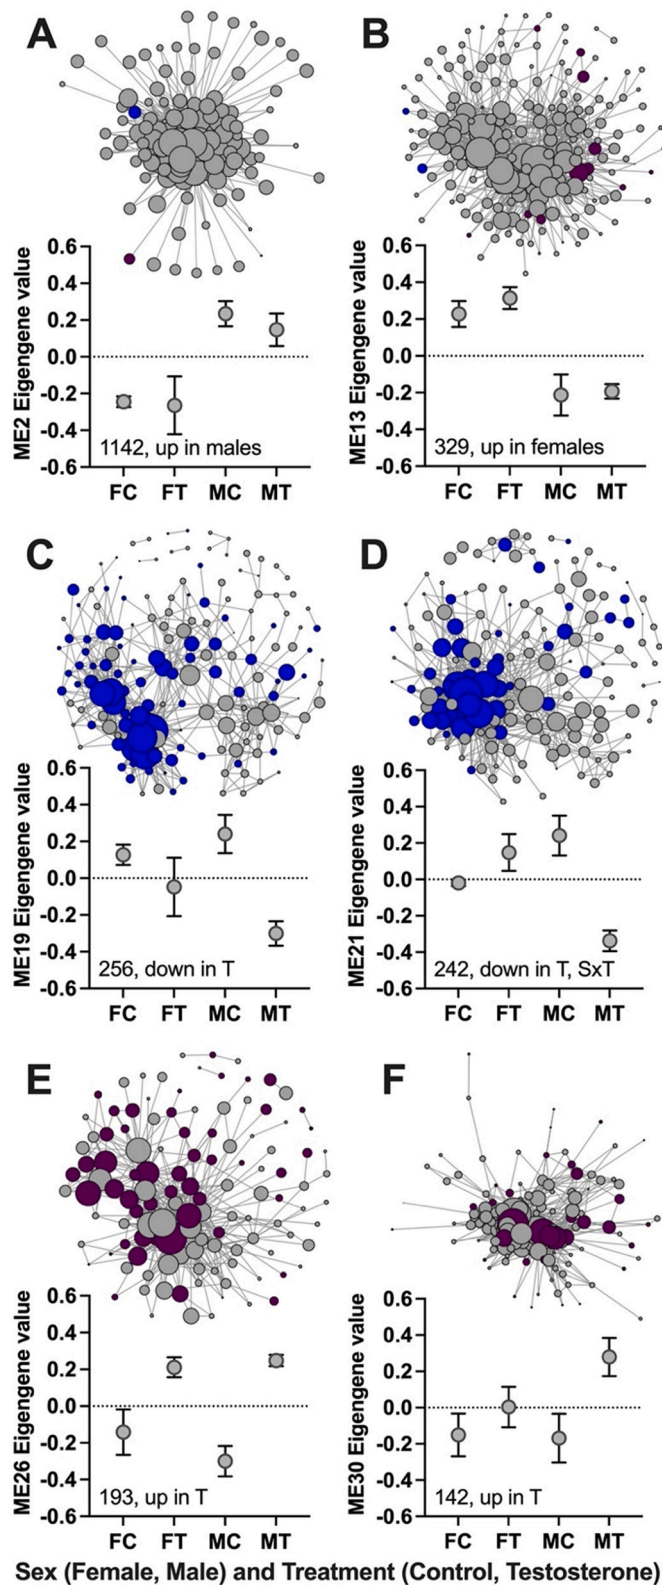 A
B
ME2 Eigengene value
0.6
0.4
0.2
0.0
-0.2
-0.4
-0.6
1142, up in males
FC FT MC MT
ME13 Eigengene value
0.6
0.4
0.2
0.0
-0.2
-0.4
-0.6
329, up in females
FC FT MC MT
C
D
ME19 Eigengene value
0.6
0.4
0.2
0.0
-0.2
-0.4
-0.6
256, down in T
FC FT MC MT
ME21 Eigengene value
0.6
0.4
0.2
0.0
-0.2
-0.4
-0.6
242, down in T, SxT
FC FT MC MT
E
F
ME26 Eigengene value
0.6
0.4
0.2
0.0
-0.2
-0.4
-0.6
193, up in T
FC FT MC MT
ME30 Eigengene value
0.6
0.4
0.2
0.0
-0.2
-0.4
-0.6
142, up in T
FC FT MC MT
Sex (Female, Male) and Treatment (Control, Testosterone)